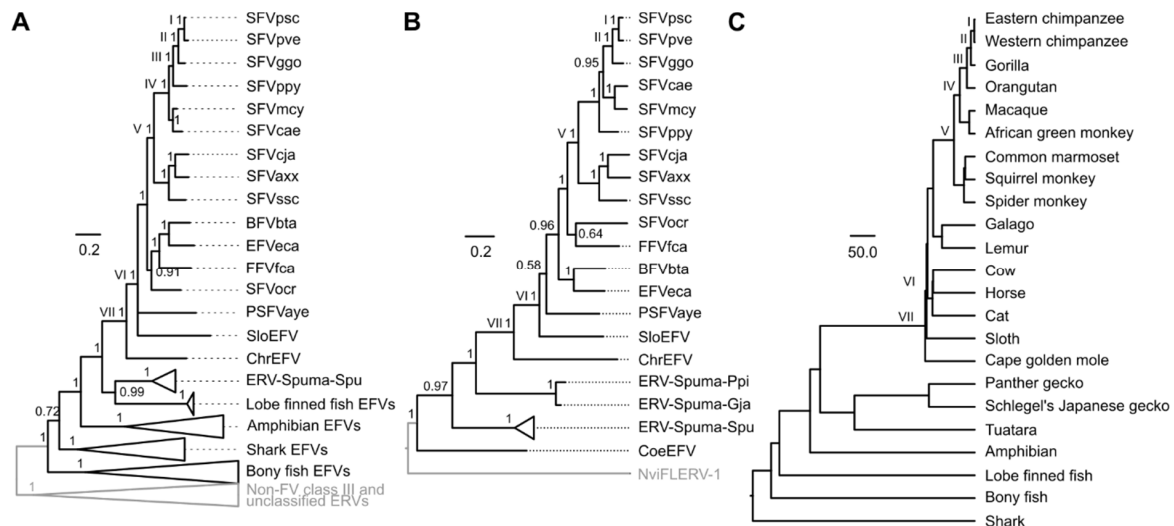 A
I 1
1
II 1
III 1
IV 1
1
V 1
1
1
1
1
1
0.91
VI 1
VII 1
1
1
0.99
1
0.72
1
1
1
1
1
0.2
SFVpsc
SFVpve
SFVggo
SFVppy
SFVmcy
SFVcae
SFVcja
SFVaxx
SFVssc
BFVbta
EFVeca
FFVfca
SFVocr
PSFVaye
SloEFV
ChrEFV
ERV-Spuma-Spu
Lobe finned fish EFVs
Amphibian EFVs
Shark EFVs
Bony fish EFVs
Non-FV class III and
unclassified ERVs
B
I 1
II 1
0.95
1
1
V 1
1
1
1
0.96
0.64
0.58
1
VI 1
VII 1
1
1
0.97
1
1
0.2
SFVpsc
SFVpve
SFVggo
SFVcae
SFVmcy
SFVppy
SFVcja
SFVaxx
SFVssc
SFVocr
FFVfca
BFVbta
EFVeca
PSFVaye
SloEFV
ChrEFV
ERV-Spuma-Ppi
ERV-Spuma-Gja
ERV-Spuma-Spu
CoeEFV
NviFLERV-1
C
I
II
III
IV
V
VI
VII
50.0
Eastern chimpanzee
Western chimpanzee
Gorilla
Orangutan
Macaque
African green monkey
Common marmoset
Squirrel monkey
Spider monkey
Galago
Lemur
Cow
Horse
Cat
Sloth
Cape golden mole
Panther gecko
Schlegel's Japanese gecko
Tuatara
Amphibian
Lobe finned fish
Bony fish
Shark